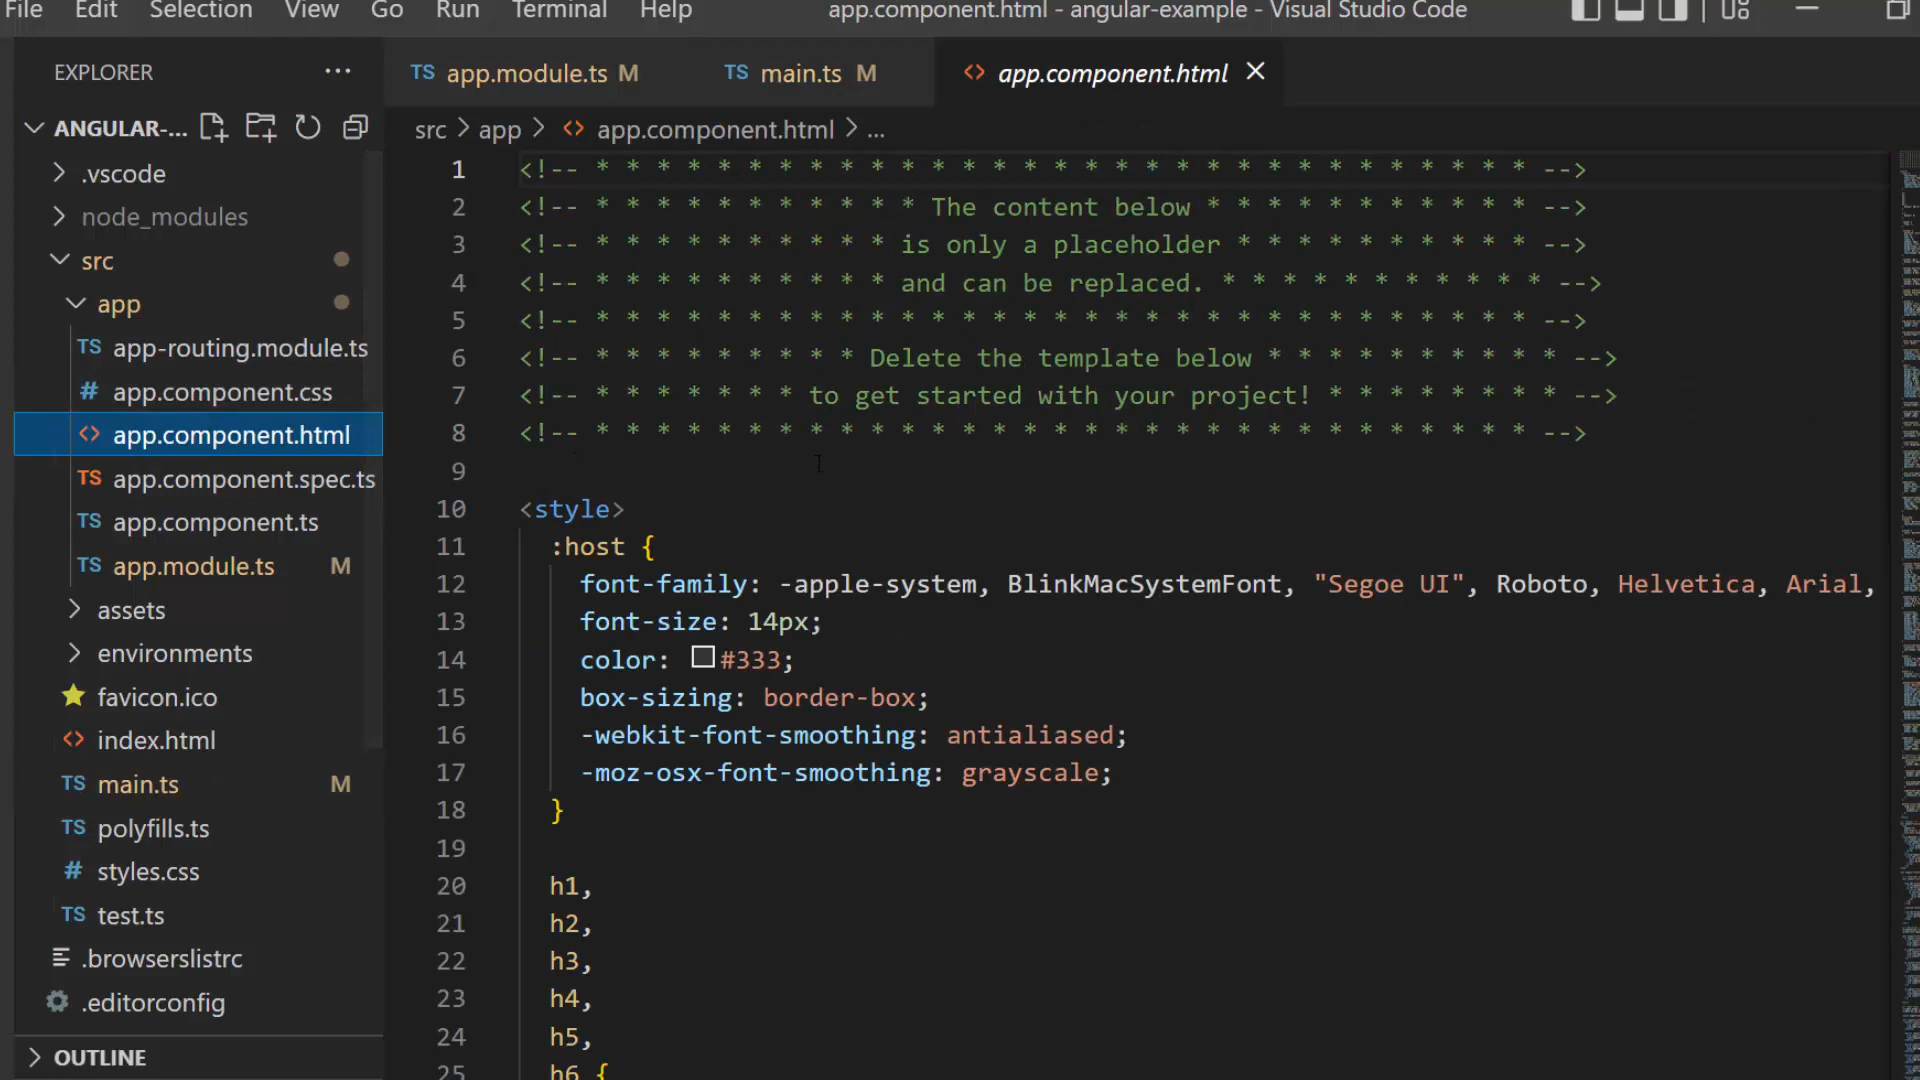 File Edit Selection View Go Run Terminal Help app.component.html - angular-example - Visual Studio Code
EXPLORER
TS app.module.ts M TS main.ts M <> app.component.html
ANGULAR-...
src > app > <> app.component.html > ...
.vscode
node_modules
src
app
TS app-routing.module.ts
# app.component.css
<> app.component.html
TS app.component.spec.ts
TS app.component.ts
TS app.module.ts M
assets
environments
favicon.ico
<> index.html
TS main.ts M
TS polyfills.ts
# styles.css
TS test.ts
.browserslistrc
.editorconfig
OUTLINE
1 <!-- * * * * * * * * * * * * * * * * * * * * * * * * * * * * * * * -->
2 <!-- * * * * * * * * * * * The content below * * * * * * * * * * * -->
3 <!-- * * * * * * * * * * is only a placeholder * * * * * * * * * * -->
4 <!-- * * * * * * * * * * and can be replaced. * * * * * * * * * * * -->
5 <!-- * * * * * * * * * * * * * * * * * * * * * * * * * * * * * * * -->
6 <!-- * * * * * * * * * Delete the template below * * * * * * * * * * -->
7 <!-- * * * * * * * to get started with your project! * * * * * * * * -->
8 <!-- * * * * * * * * * * * * * * * * * * * * * * * * * * * * * * * -->
9
10 <style>
11 :host {
12 font-family: -apple-system, BlinkMacSystemFont, "Segoe UI", Roboto, Helvetica, Arial,
13 font-size: 14px;
14 color: #333;
15 box-sizing: border-box;
16 -webkit-font-smoothing: antialiased;
17 -moz-osx-font-smoothing: grayscale;
18 }
19
20 h1,
21 h2,
22 h3,
23 h4,
24 h5,
25 h6 {